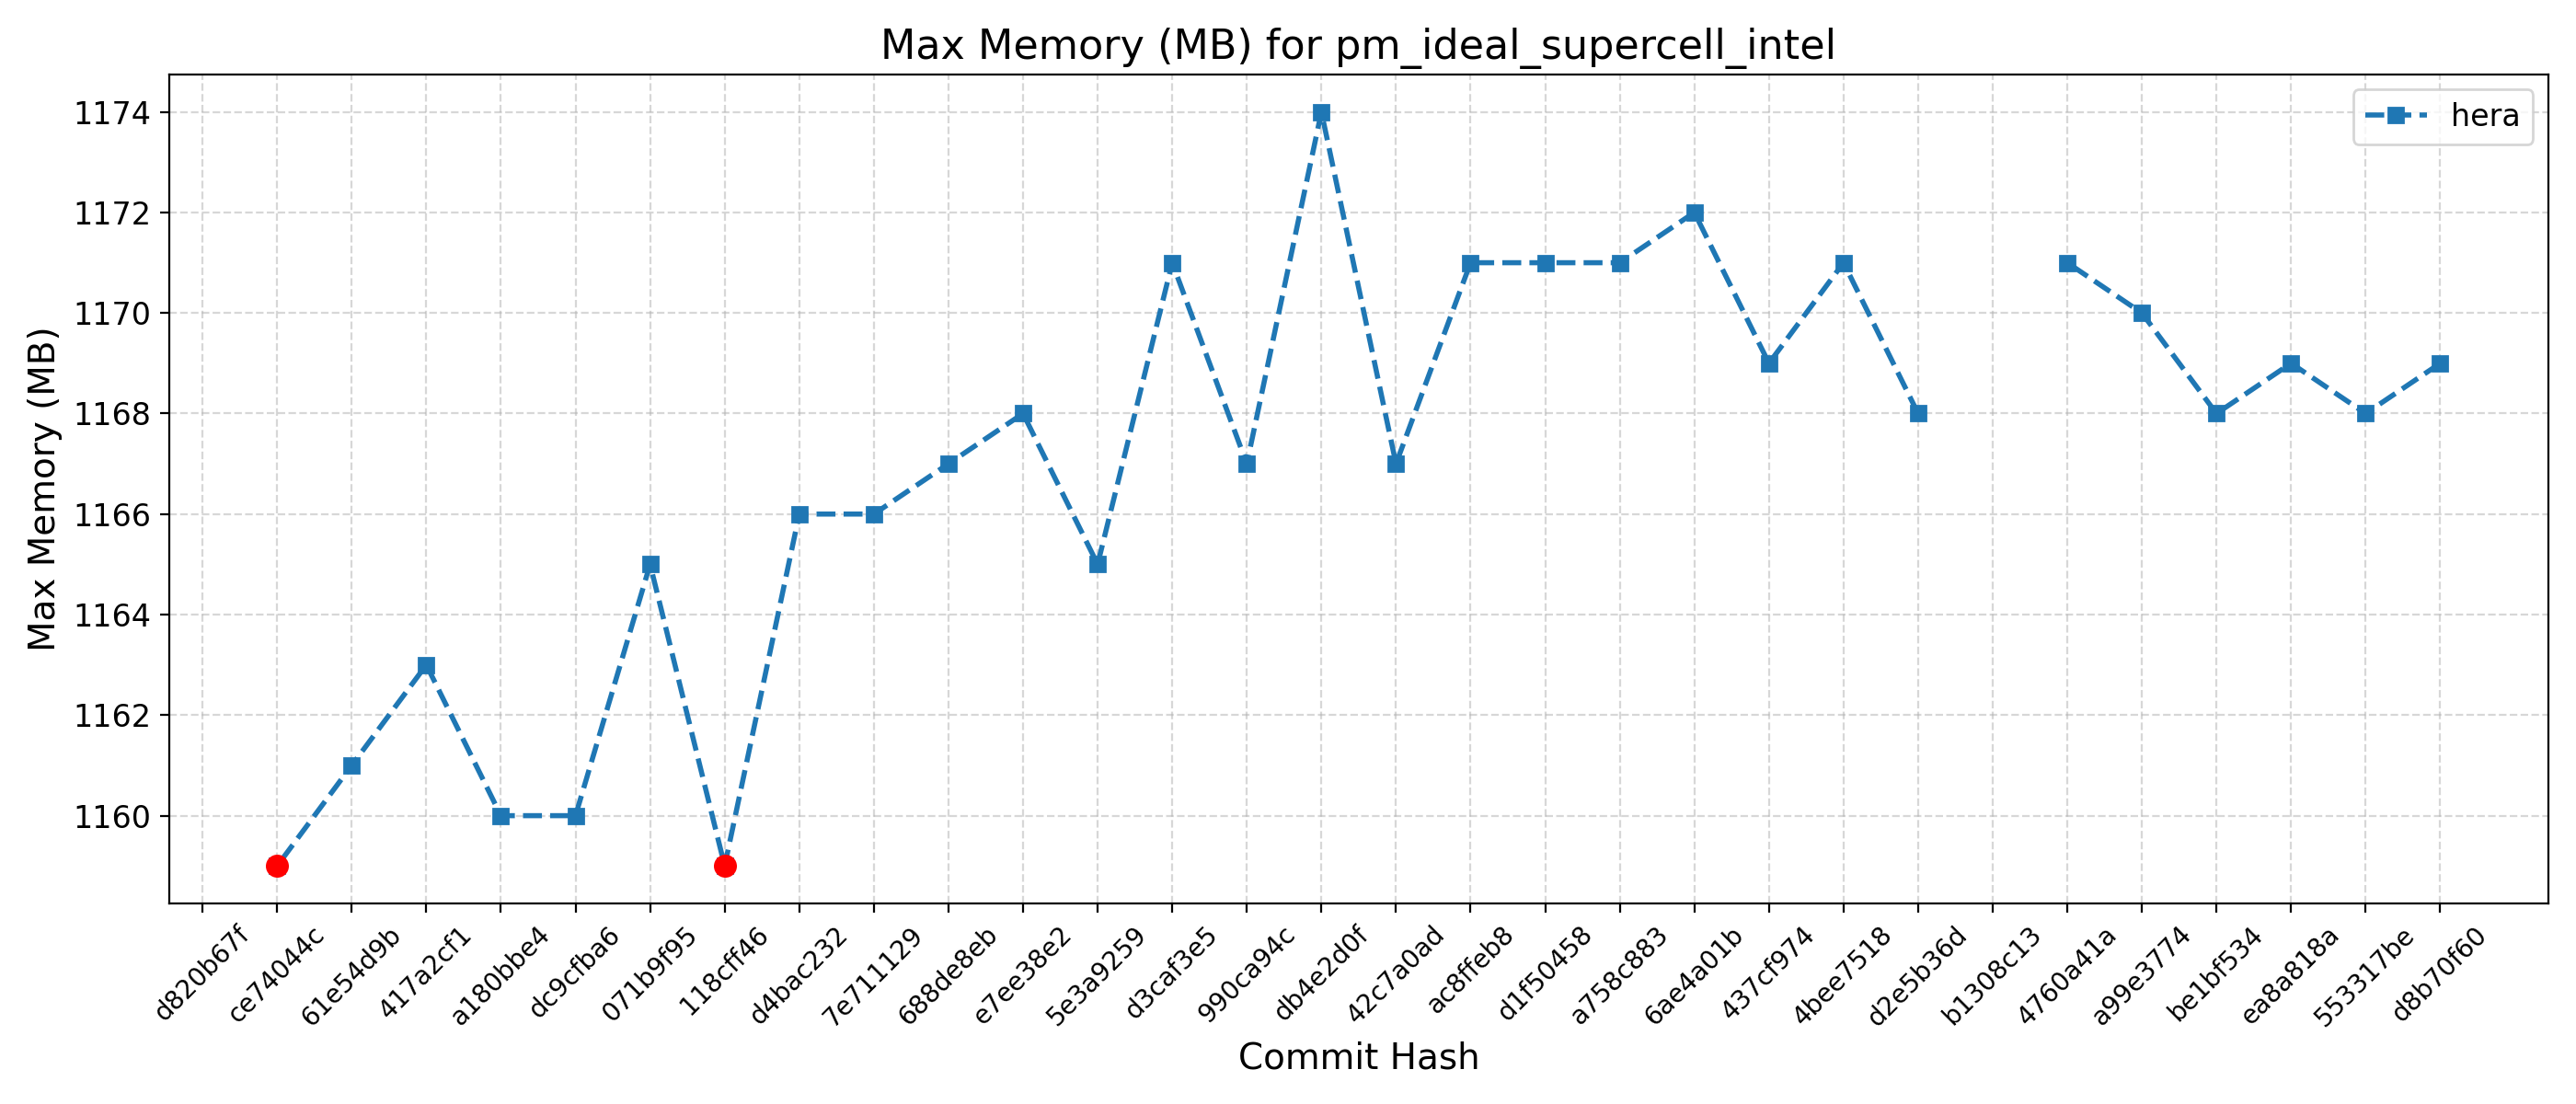 Max Memory (MB) for pm_ideal_supercell_intel
hera
Max Memory (MB)
1174
1172
1170
1168
1166
1164
1162
1160
d820b67f
ce74044c
61e54d9b
417a2cf1
a180bbe4
dc9cfba6
071b9f95
118cff46
d4bac232
7e711129
688de8eb
e7ee38e2
5e3a9259
d3caf3e5
990ca94c
db4e2d0f
42c7a0ad
ac8ffeb8
d1f50458
a758c883
6ae4a01b
437cf974
4bee7518
d2e5b36d
b1308c13
4760a41a
a99e3774
be1bf534
ea8a818a
553317be
d8b70f60
Commit Hash